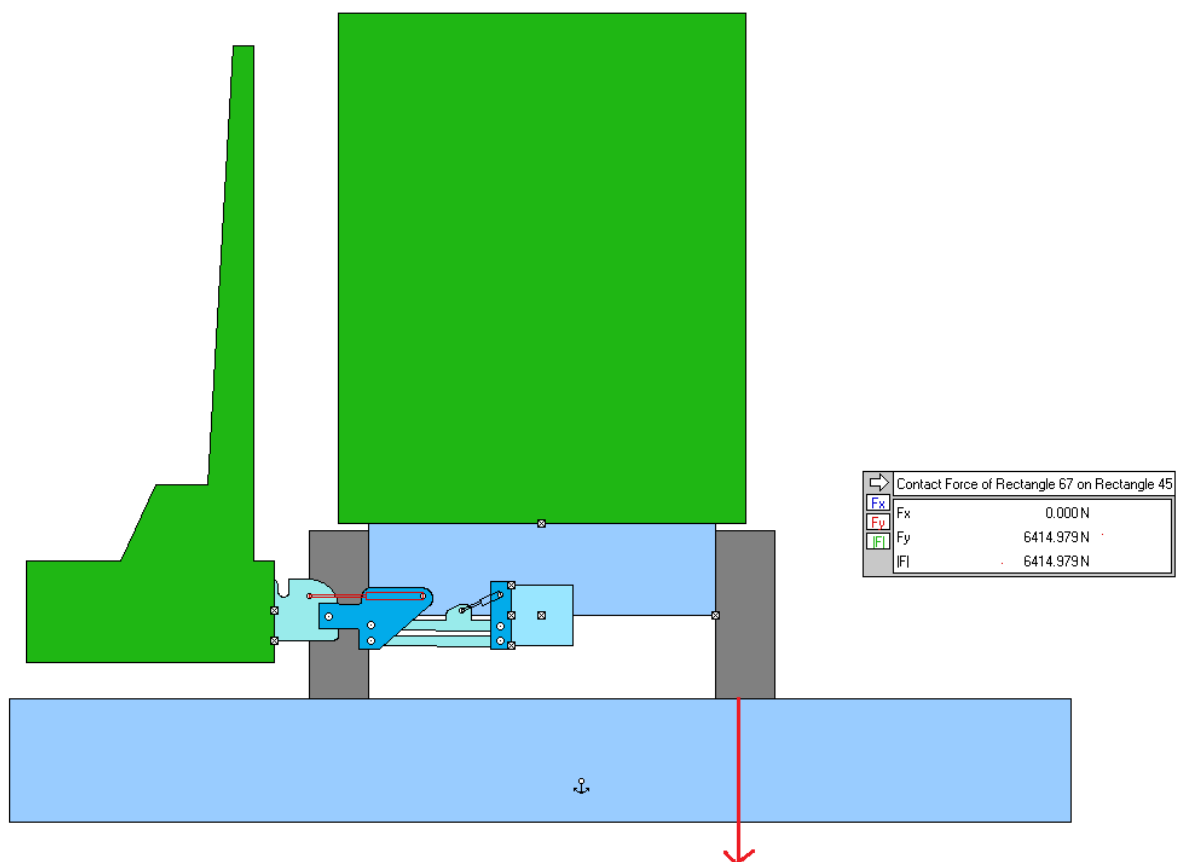 Contact Force of Rectangle 67 on Rectangle 45
Fx
Fy
|F|
Fx 0.000 N
Fy 6414.979 N
|F| 6414.979 N